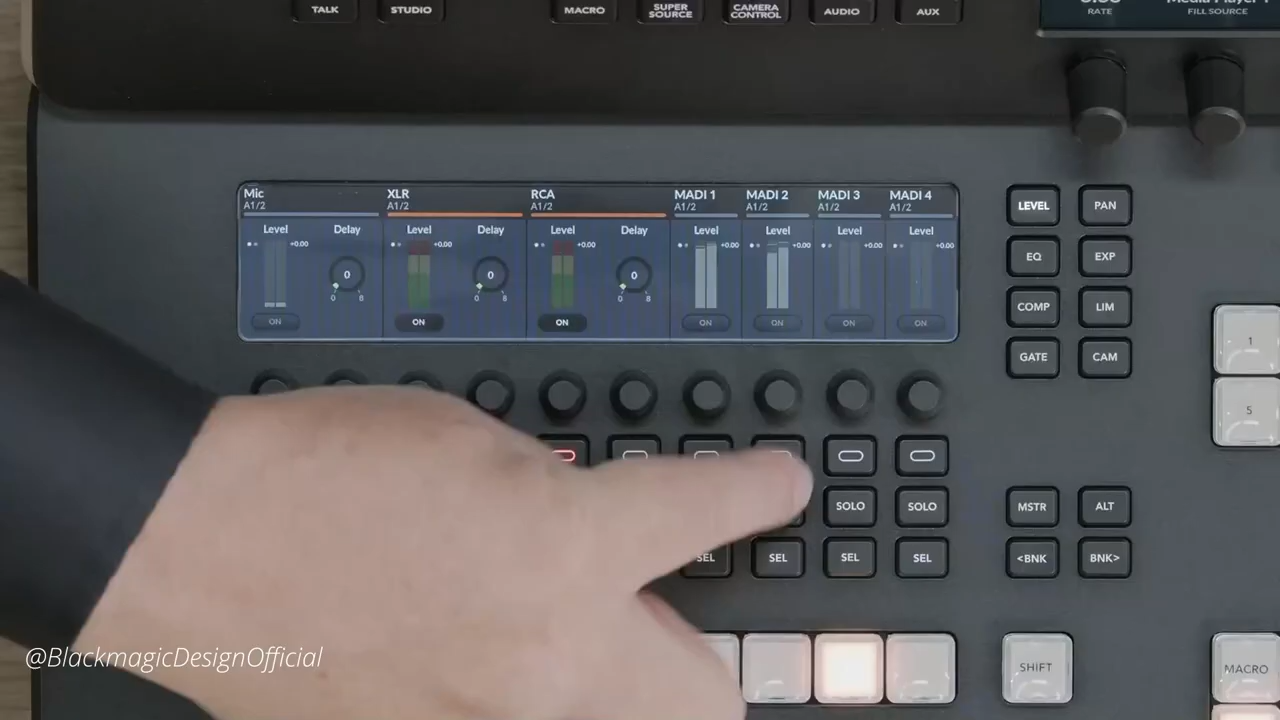 TALK STUDIO MACRO SUPER SOURCE CAMERA CONTROL AUDIO AUX
RATE FILL SOURCE
Mic XLR RCA MADI 1 MADI 2 MADI 3 MADI 4
A1/2 A1/2 A1/2 A1/2 A1/2 A1/2 A1/2
Level Delay Level Delay Level Delay Level Level Level Level
+0.00 +0.00 +0.00 +0.00 +0.00 +0.00 +0.00
0 0 0
0 6 0 8 0 8
ON ON ON ON ON ON ON
LEVEL PAN
EQ EXP
COMP LIM
GATE CAM
1
5
SOLO SOLO
SEL SEL SEL SEL
MSTR ALT
<BNK BNK>
SHIFT MACRO
@BlackmagicDesignOfficial